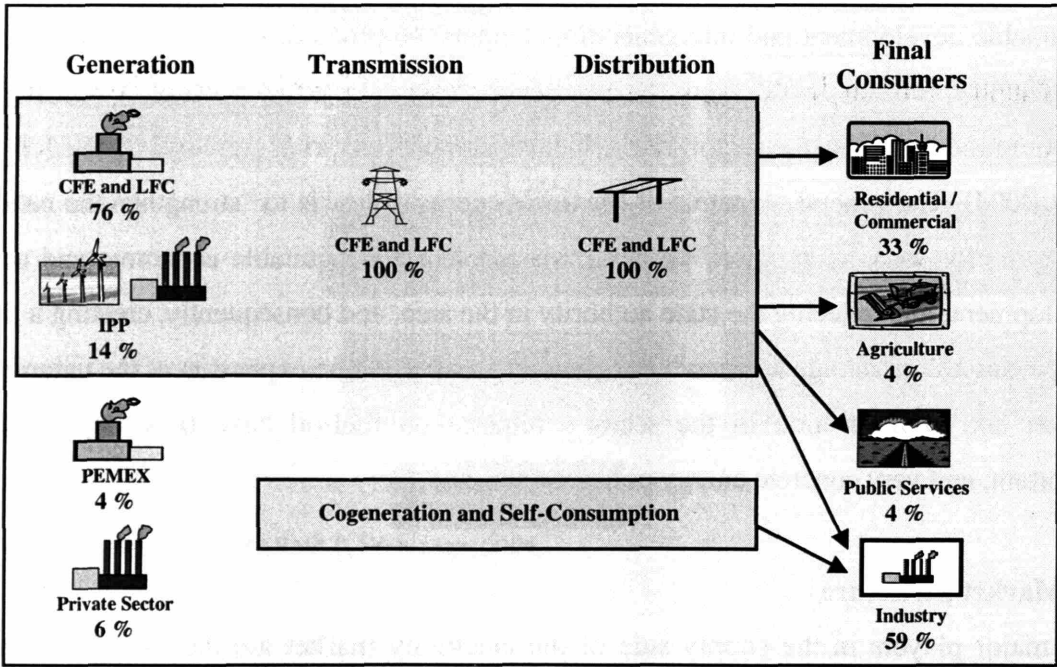 Generation
Transmission
Distribution
Final
Consumers
CFE and LFC
76 %
IPP
14 %
PEMEX
4 %
Private Sector
6 %
CFE and LFC
100 %
CFE and LFC
100 %
Cogeneration and Self-Consumption
Residential
Commercial
33 %
Agriculture
4 %
Public Services
4 %
Industry
59 %